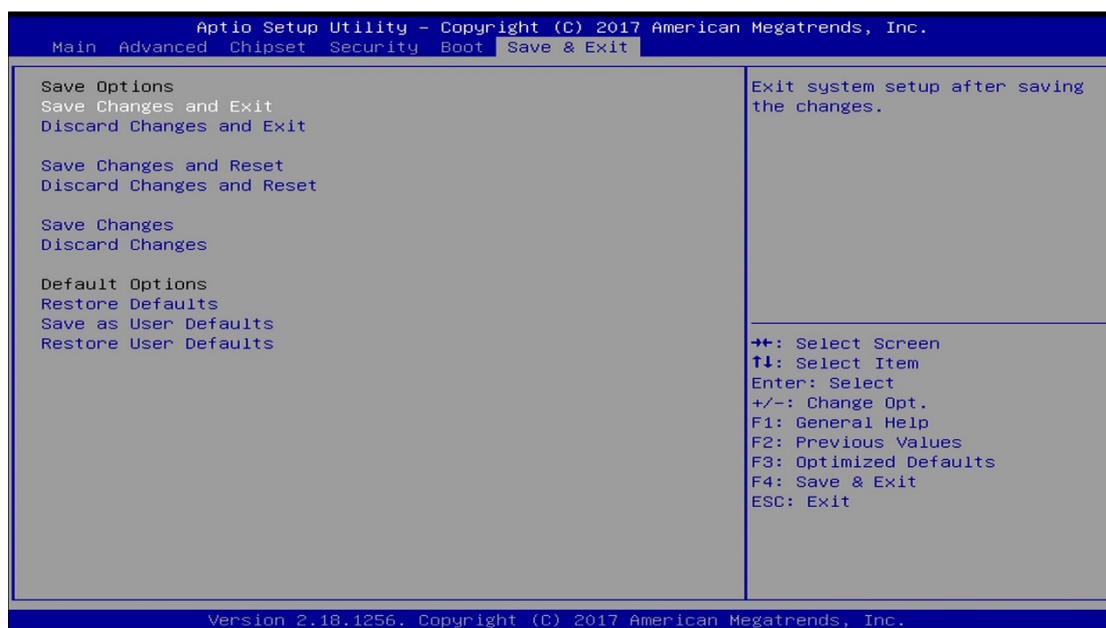 Aptio Setup Utility – Copyright (C) 2017 American Megatrends, Inc.
Main Advanced Chipset Security Boot Save & Exit
Save Options
Save Changes and Exit
Discard Changes and Exit
Save Changes and Reset
Discard Changes and Reset
Save Changes
Discard Changes
Default Options
Restore Defaults
Save as User Defaults
Restore User Defaults
Exit system setup after saving
the changes.
→←: Select Screen
↑↓: Select Item
Enter: Select
+/-: Change Opt.
F1: General Help
F2: Previous Values
F3: Optimized Defaults
F4: Save & Exit
ESC: Exit
Version 2.18.1256. Copyright (C) 2017 American Megatrends, Inc.